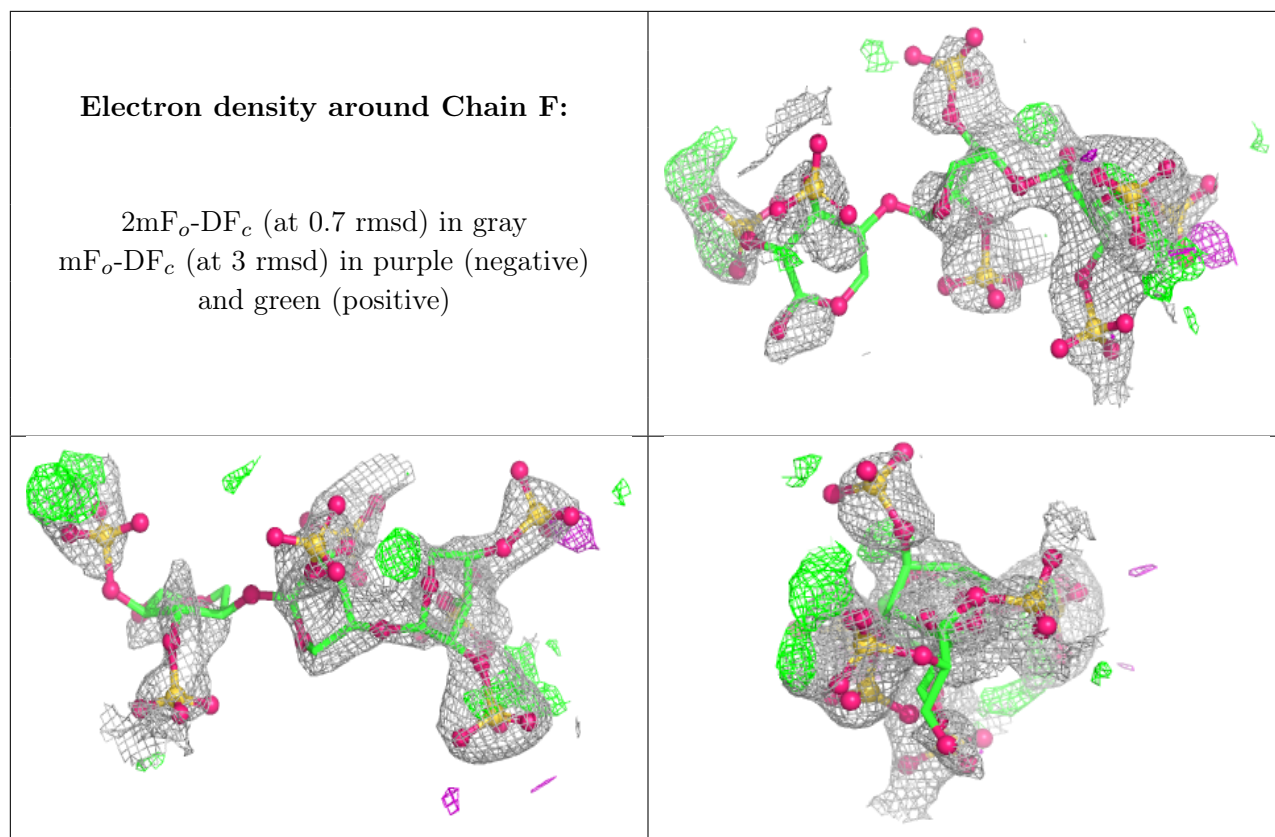 Electron density around Chain F:
2mFₒ-DF𝒸 (at 0.7 rmsd) in gray
mFₒ-DF𝒸 (at 3 rmsd) in purple (negative)
and green (positive)